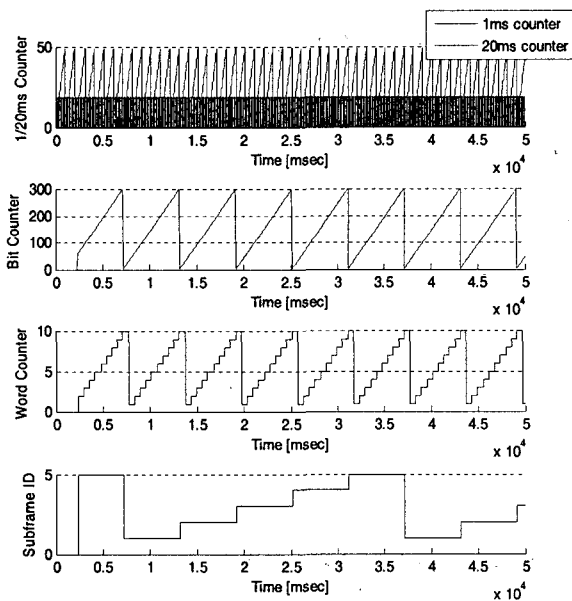 1ms counter
20ms counter
1/20ms Counter
50
0
0 0.5 1 1.5 2 2.5 3 3.5 4 4.5 5
Time [msec]
x 10^4
Bit Counter
300
200
100
0
0 0.5 1 1.5 2 2.5 3 3.5 4 4.5 5
Time [msec]
x 10^4
Word Counter
10
5
0
0 0.5 1 1.5 2 2.5 3 3.5 4 4.5 5
Time [msec]
x 10^4
Subframe ID
5
0
0 0.5 1 1.5 2 2.5 3 3.5 4 4.5 5
Time [msec]
x 10^4